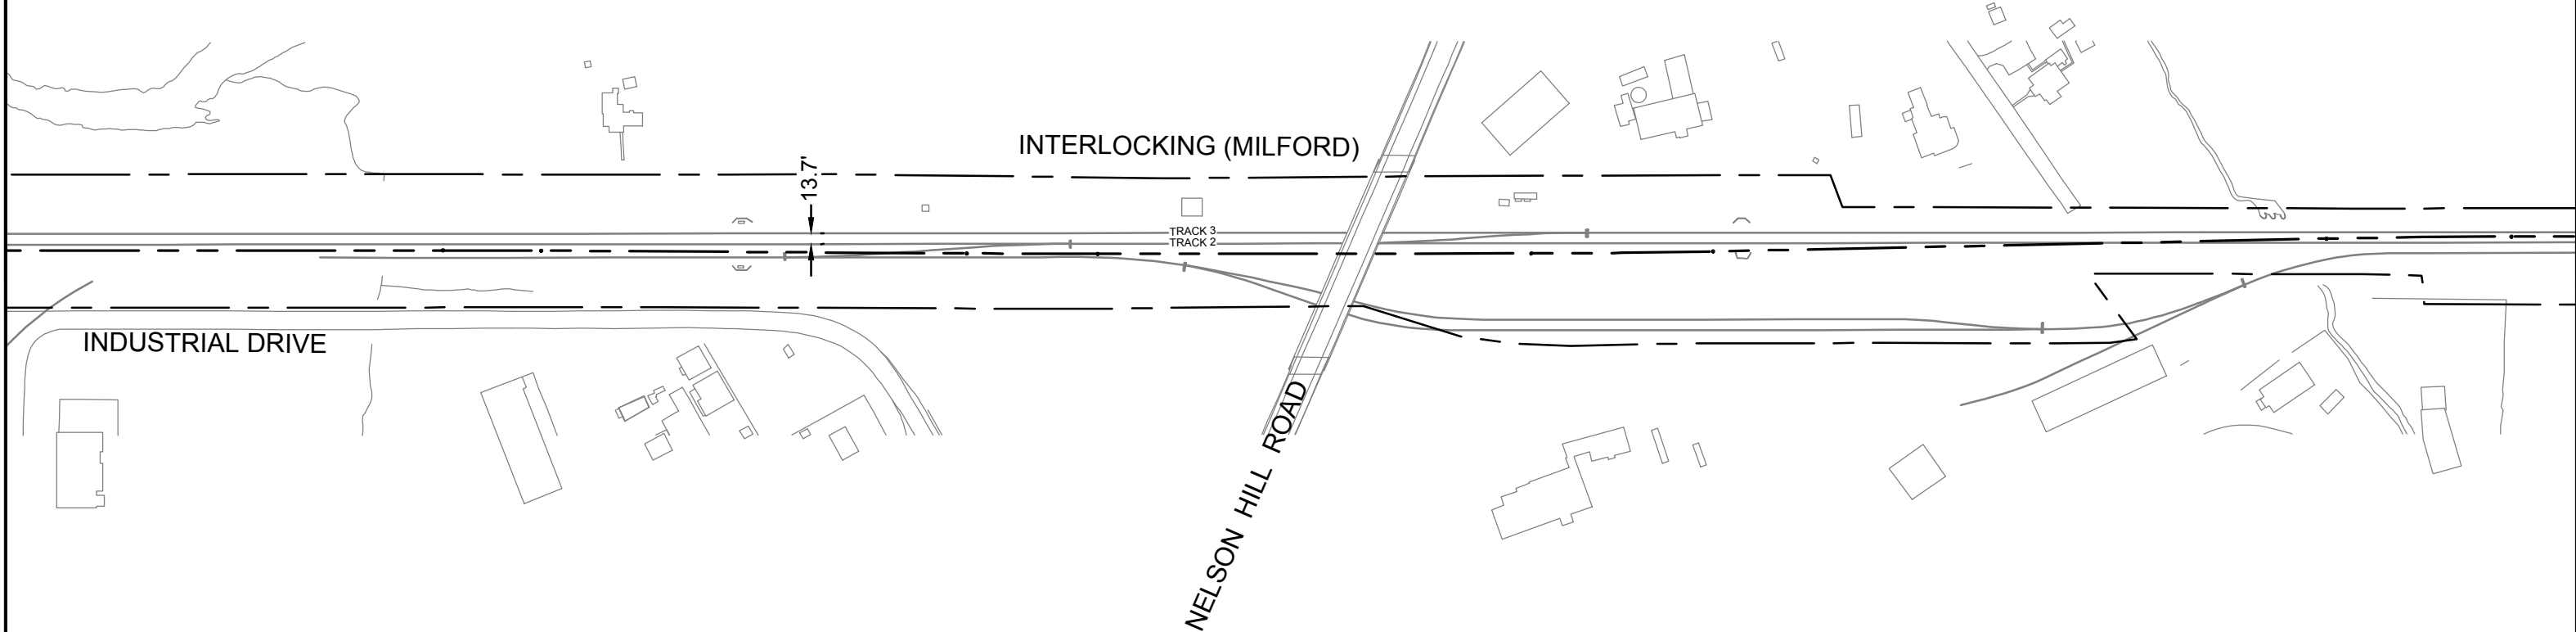 INTERLOCKING (MILFORD)
13.7'
TRACK 3
TRACK 2
INDUSTRIAL DRIVE
NELSON HILL ROAD